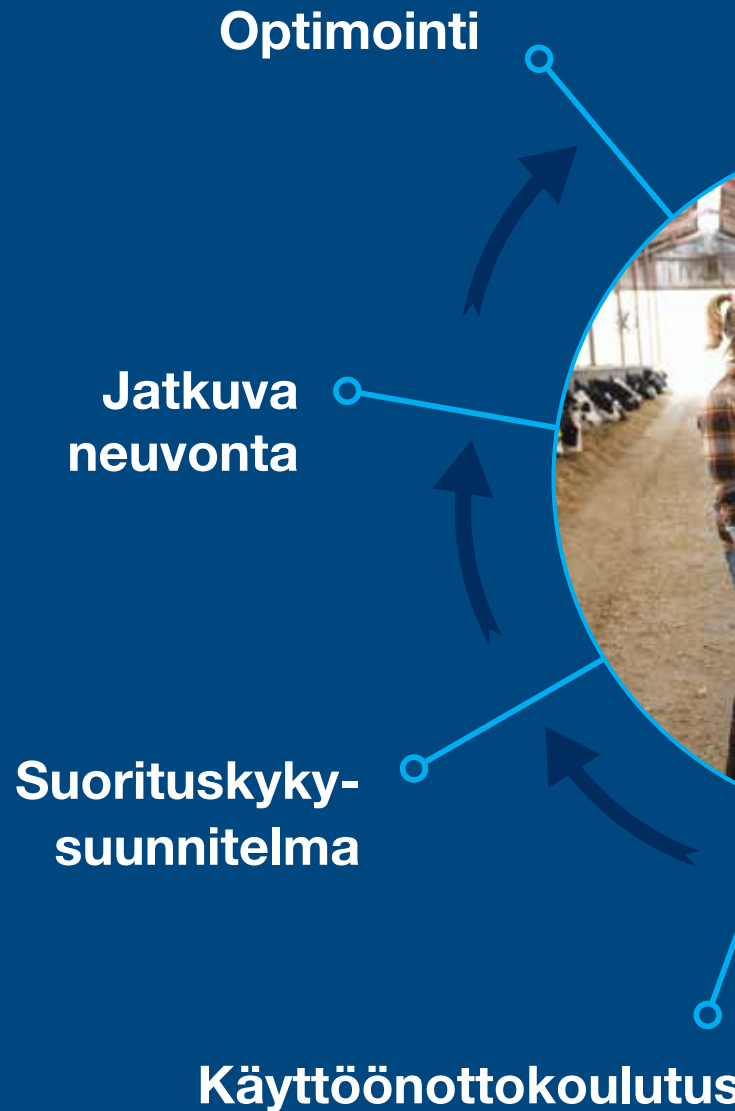 Optimointi
Jatkuva
neuvonta
Suorituskyky-
suunnitelma
Käyttöönottokoulutus